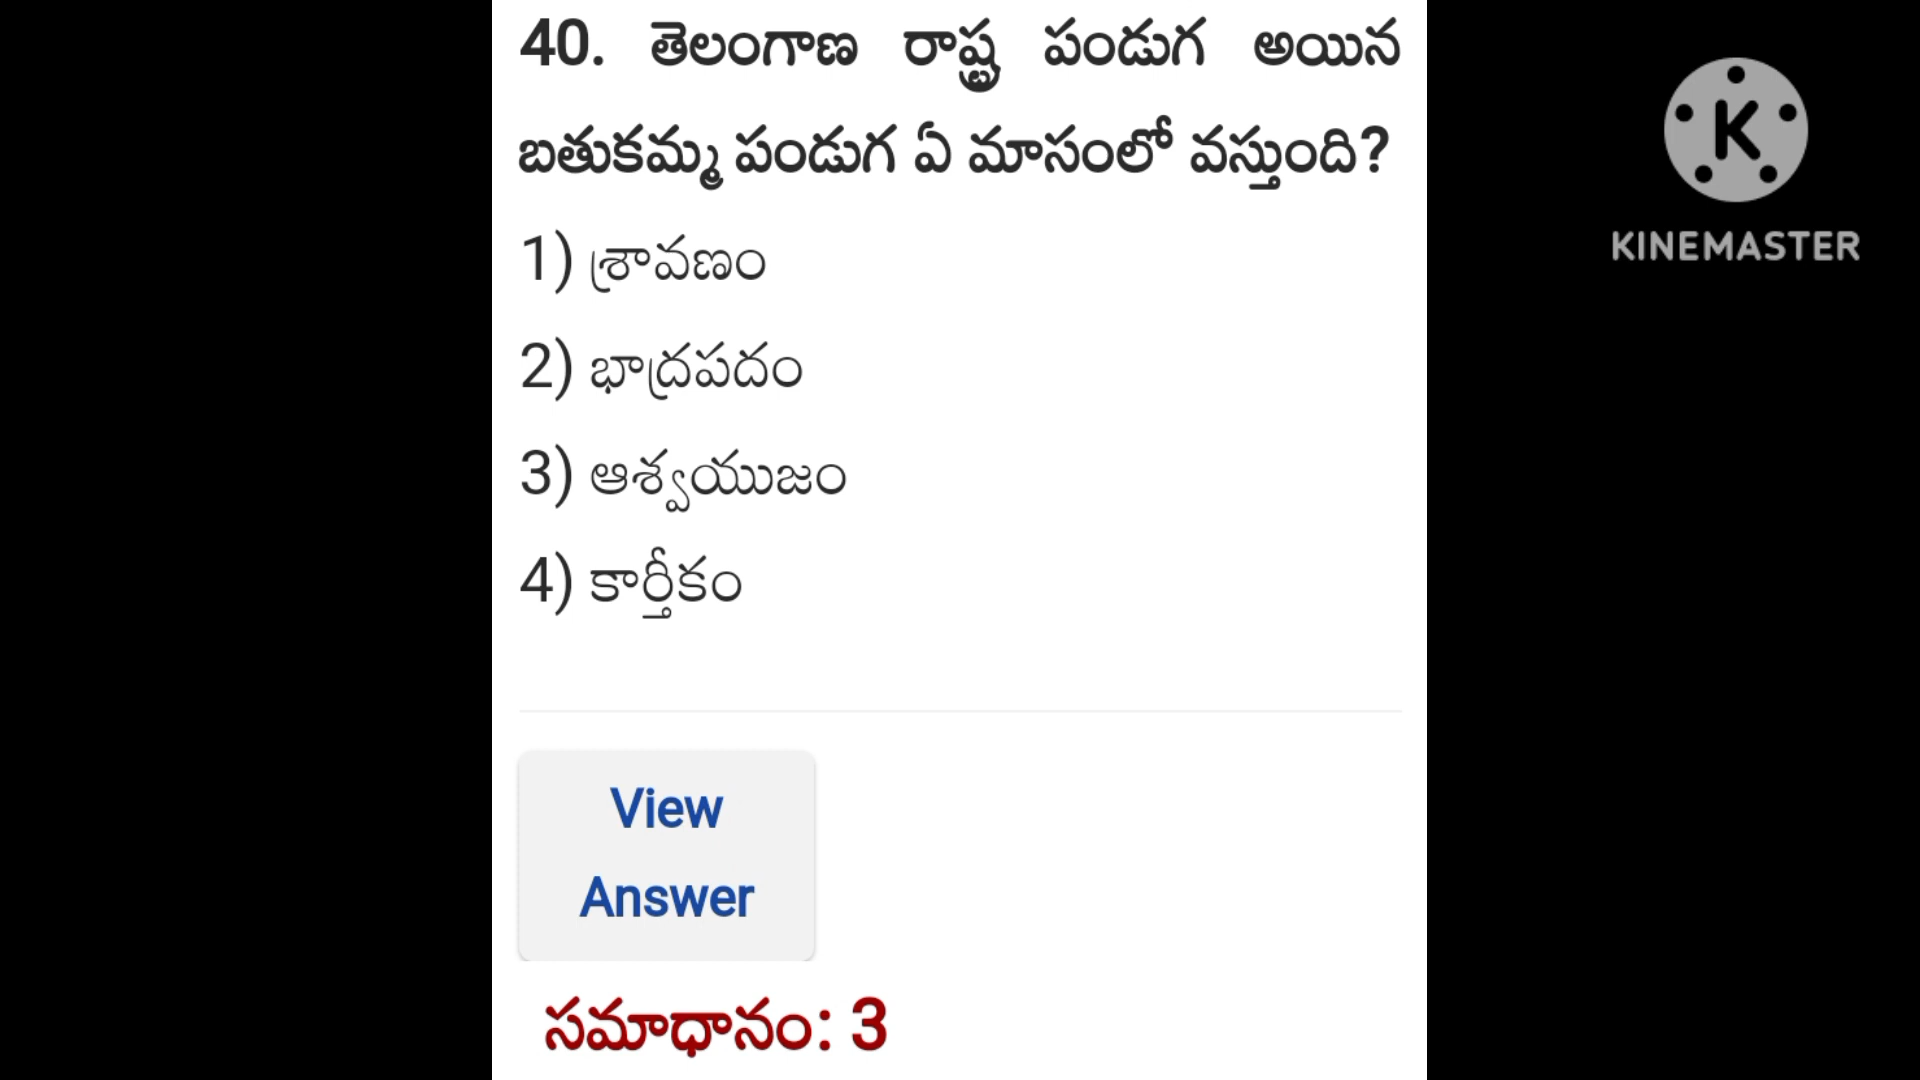 40. తెలంగాణ రాష్ట్ర పండుగ అయిన
బతుకమ్మ పండుగ ఏ మాసంలో వస్తుంది?
1) శ్రావణం
2) భాద్రపదం
3) ఆశ్వయుజం
4) కార్తీకం
View
Answer
సమాధానం: 3
K
KINEMASTER